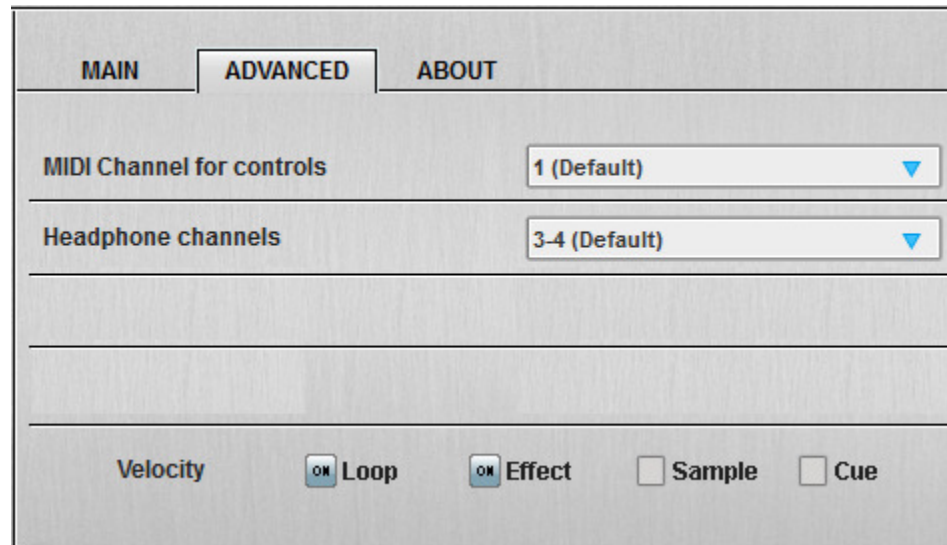 MAIN ADVANCED ABOUT
MIDI Channel for controls 1 (Default)
Headphone channels 3-4 (Default)
Velocity ON Loop ON Effect Sample Cue